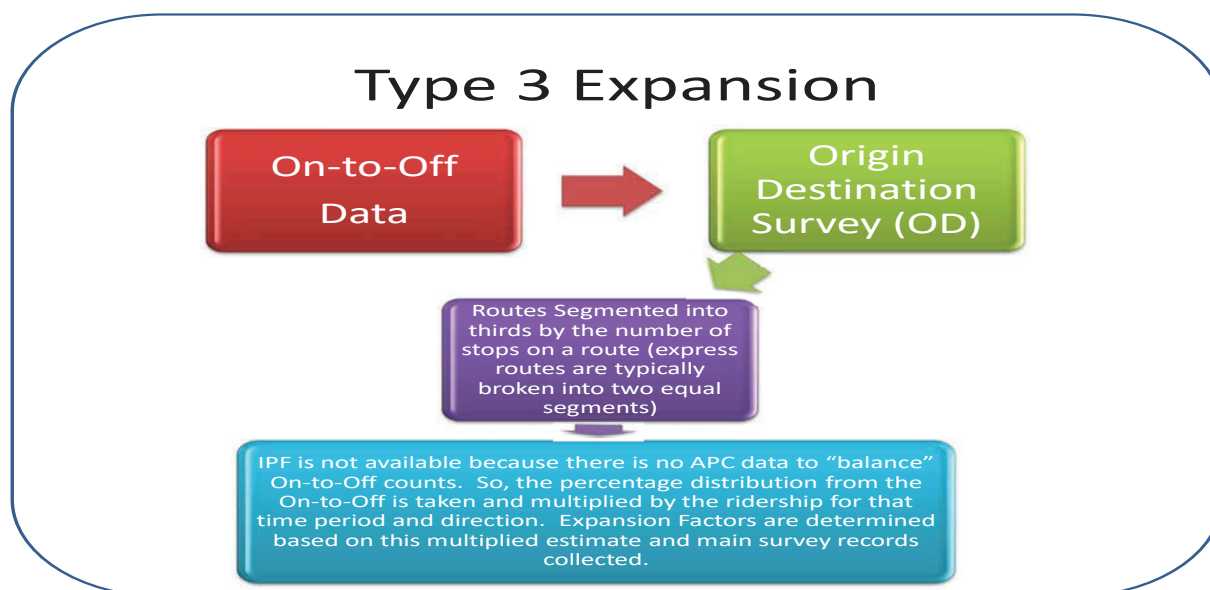 Type 3 Expansion
On-to-Off
Data
Origin
Destination
Survey (OD)
Routes Segmented into
thirds by the number of
stops on a route (express
routes are typically
broken into two equal
segments)
IPF is not available because there is no APC data to “balance”
On-to-Off counts.  So, the percentage distribution from the
On-to-Off is taken and multiplied by the ridership for that
time period and direction.  Expansion Factors are determined
based on this multiplied estimate and main survey records
collected.